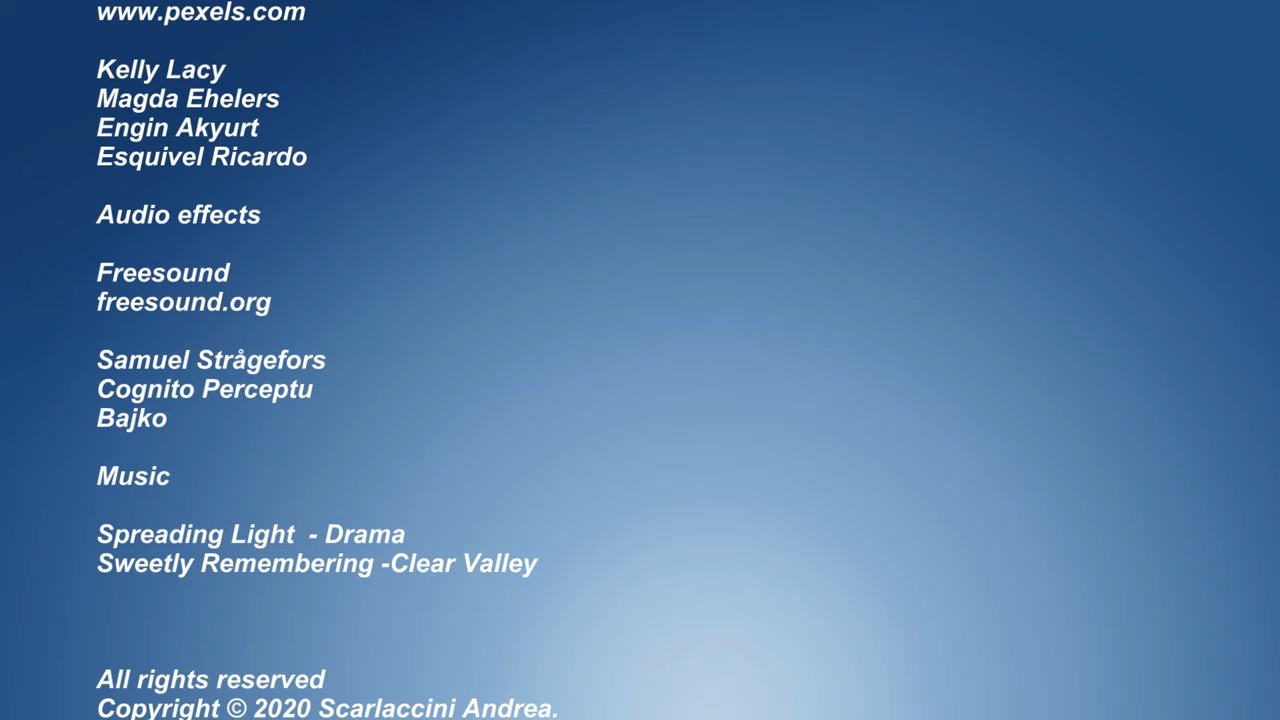 www.pexels.com
Kelly Lacy
Magda Ehelers
Engin Akyurt
Esquivel Ricardo
Audio effects
Freesound
freesound.org
Samuel Strågefors
Cognito Perceptu
Bajko
Music
Spreading Light  - Drama
Sweetly Remembering -Clear Valley
All rights reserved
Copyright © 2020 Scarlaccini Andrea.